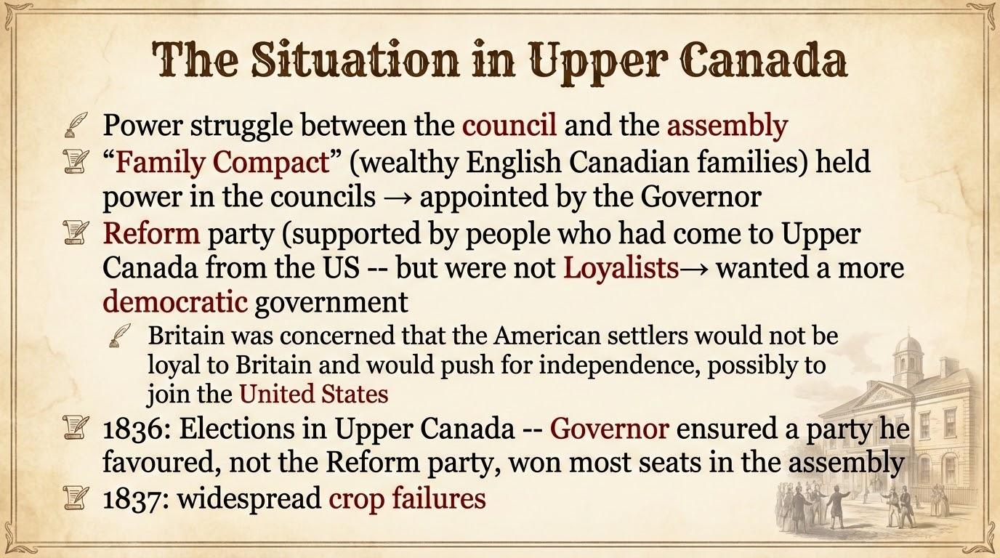 The Situation in Upper Canada
Power struggle between the council and the assembly
“Family Compact” (wealthy English Canadian families) held
power in the councils → appointed by the Governor
Reform party (supported by people who had come to Upper
Canada from the US -- but were not Loyalists→ wanted a more
democratic government
Britain was concerned that the American settlers would not be
loyal to Britain and would push for independence, possibly to
join the United States
1836: Elections in Upper Canada -- Governor ensured a party he
favoured, not the Reform party, won most seats in the assembly
1837: widespread crop failures